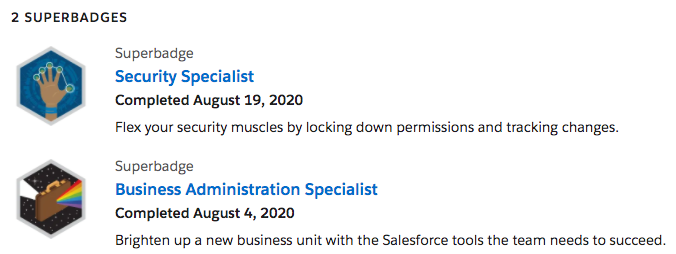 2 SUPERBADGES
Superbadge
Security Specialist
Completed August 19, 2020
Flex your security muscles by locking down permissions and tracking changes.
Superbadge
Business Administration Specialist
Completed August 4, 2020
Brighten up a new business unit with the Salesforce tools the team needs to succeed.